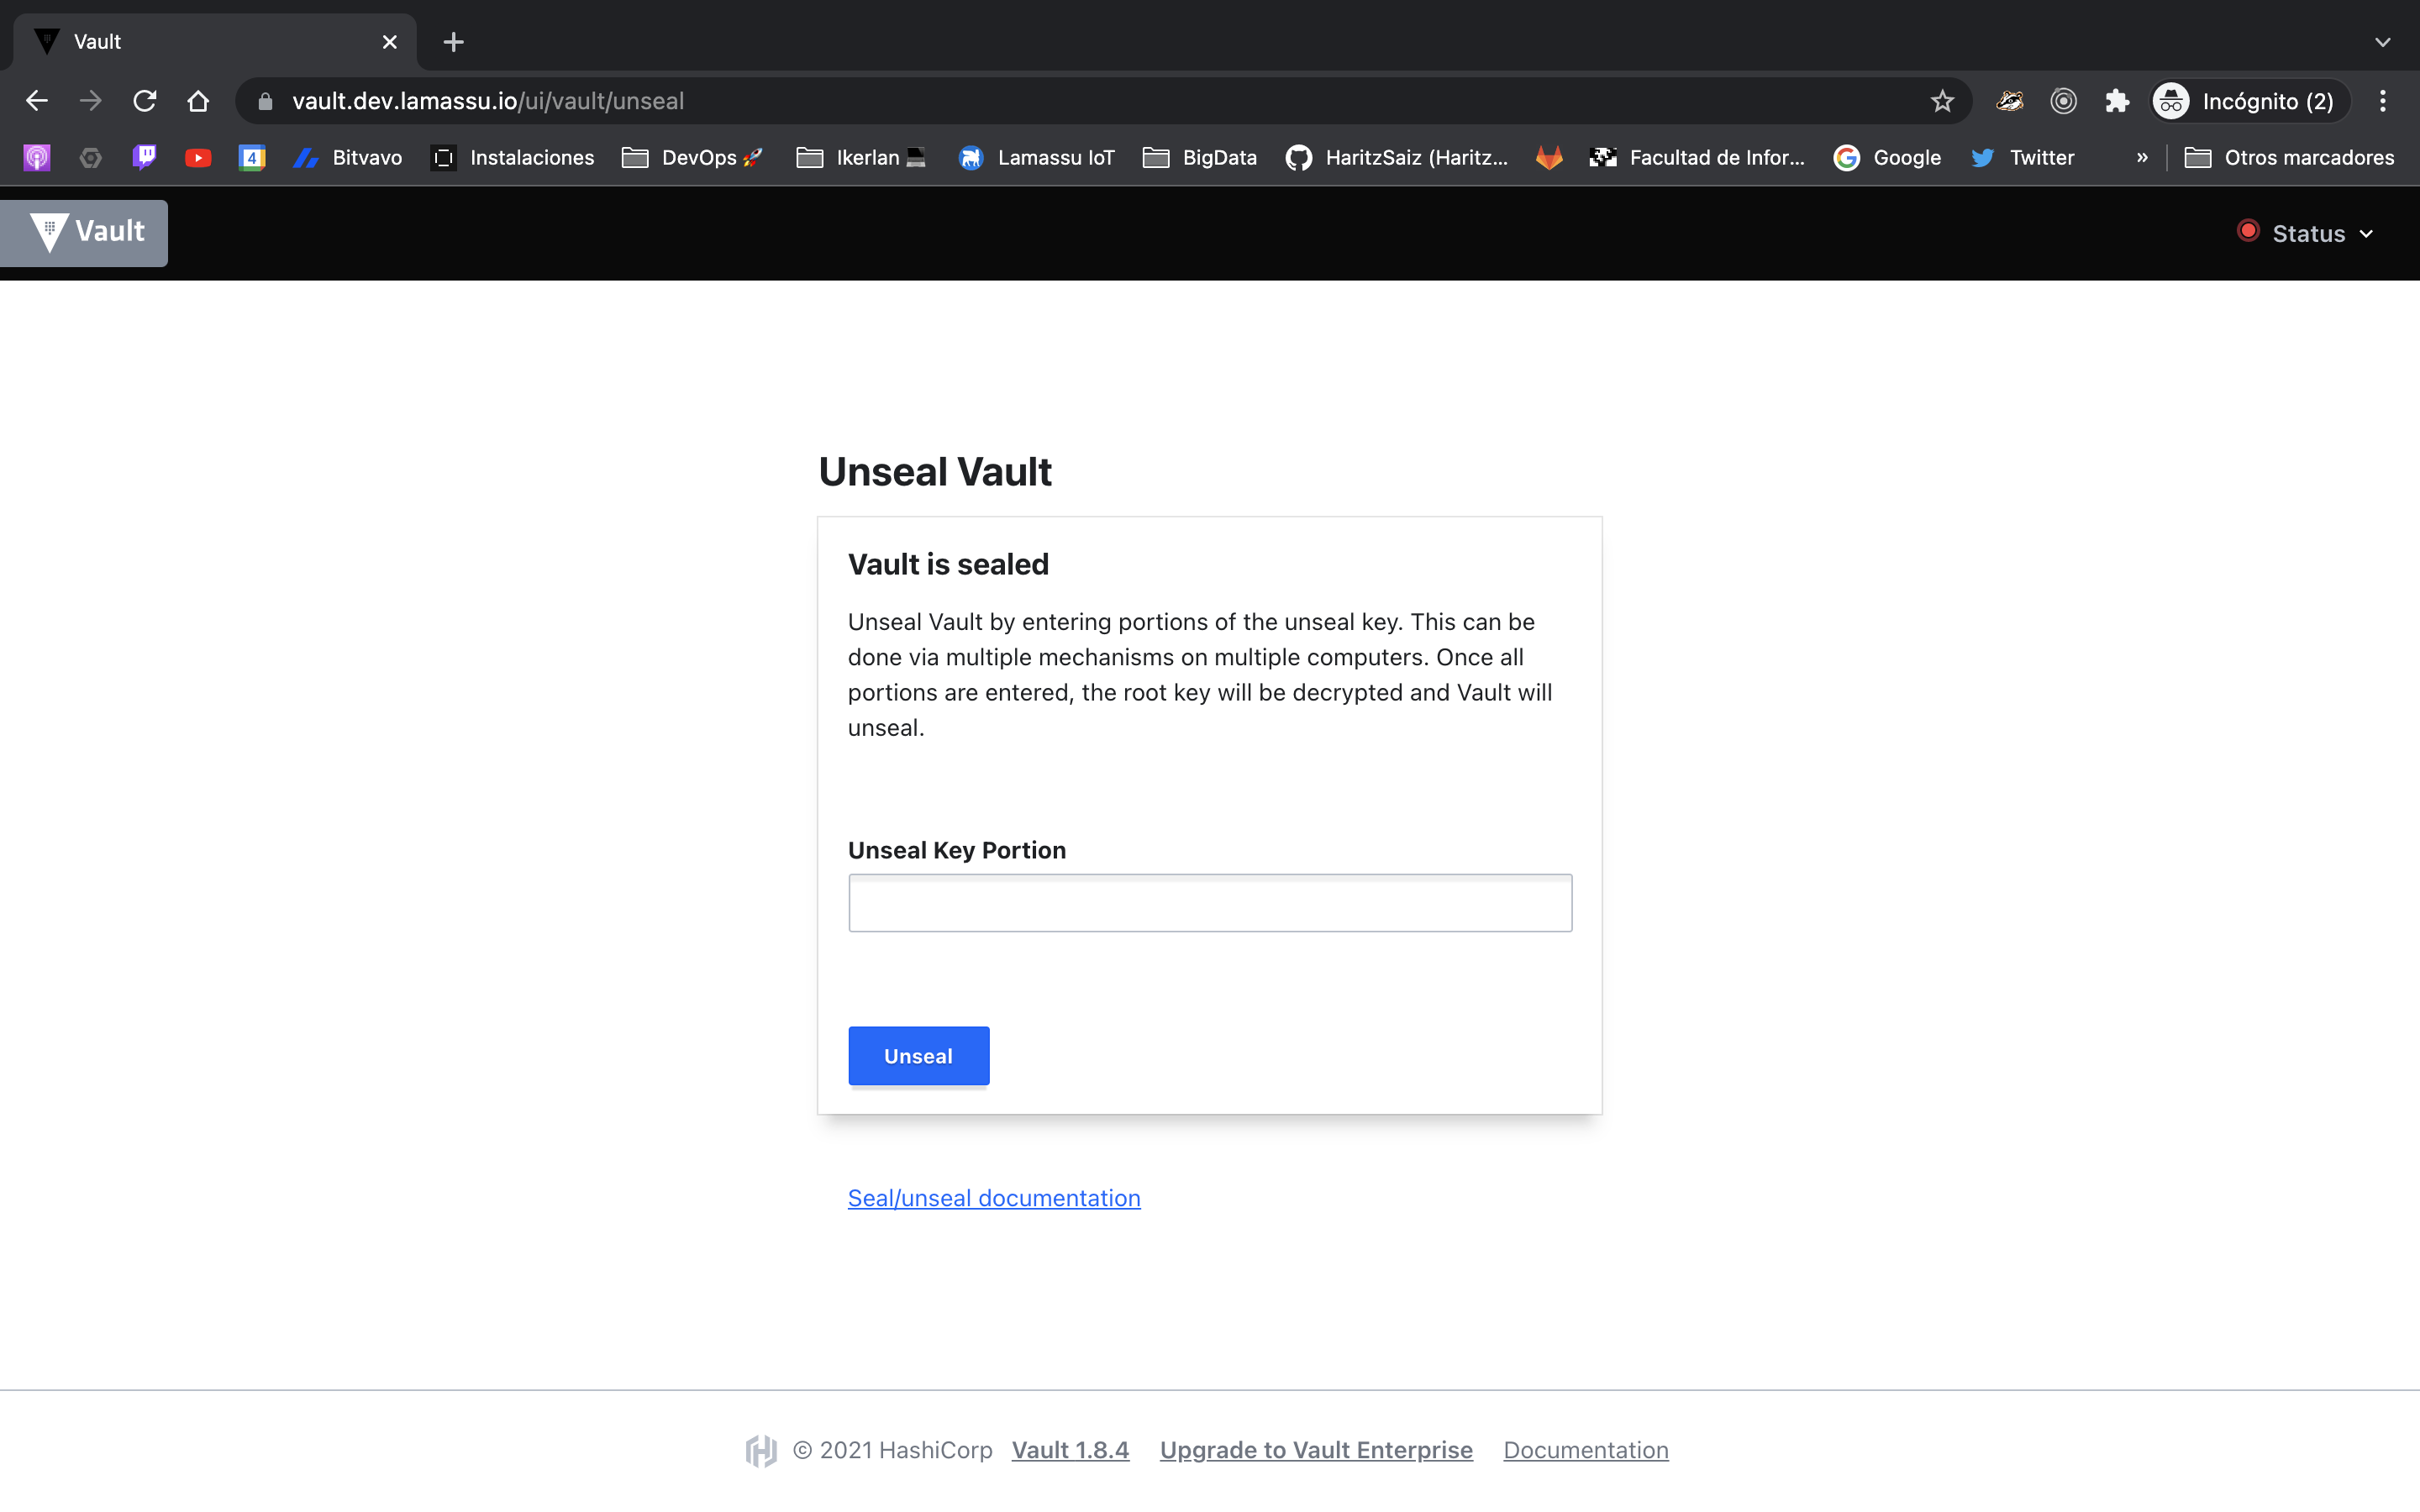 Vault
vault.dev.lamassu.io/ui/vault/unseal
Incógnito (2)
4
Bitvavo
Instalaciones
DevOps🚀
Ikerlan💻
Lamassu IoT
BigData
HaritzSaiz (Haritz...
Facultad de Infor...
Google
Twitter
»
Otros marcadores
Vault
Status
Unseal Vault
Vault is sealed
Unseal Vault by entering portions of the unseal key. This can be
done via multiple mechanisms on multiple computers. Once all
portions are entered, the root key will be decrypted and Vault will
unseal.
Unseal Key Portion
Unseal
Seal/unseal documentation
© 2021 HashiCorp Vault 1.8.4 Upgrade to Vault Enterprise Documentation